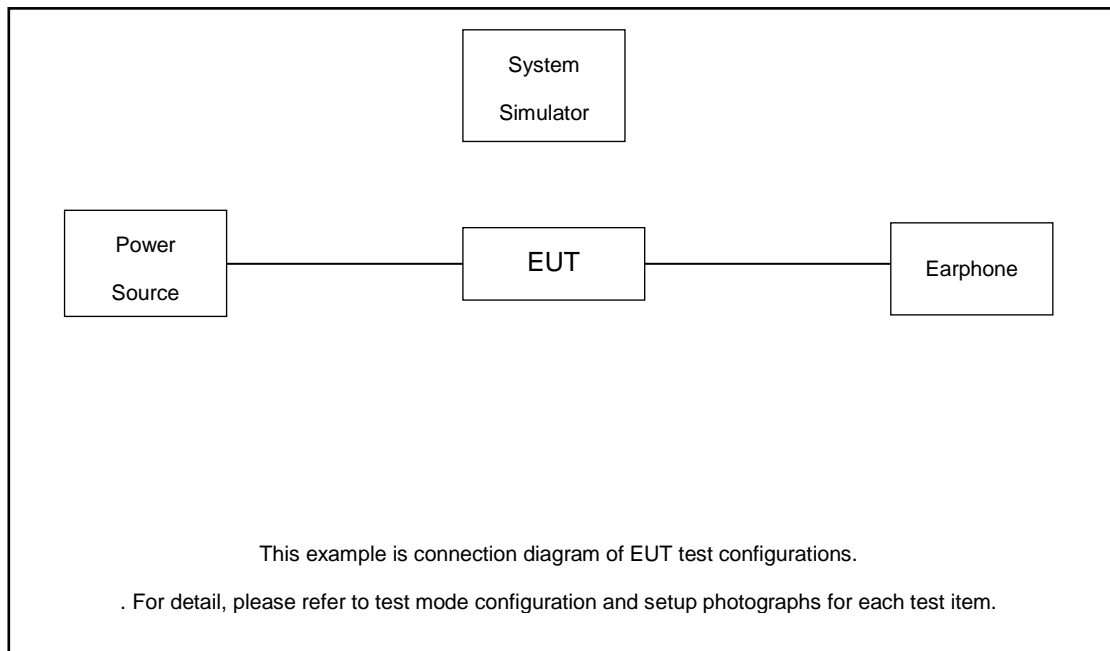 System
Simulator
Power
Source
EUT
Earphone
This example is connection diagram of EUT test configurations.
. For detail, please refer to test mode configuration and setup photographs for each test item.